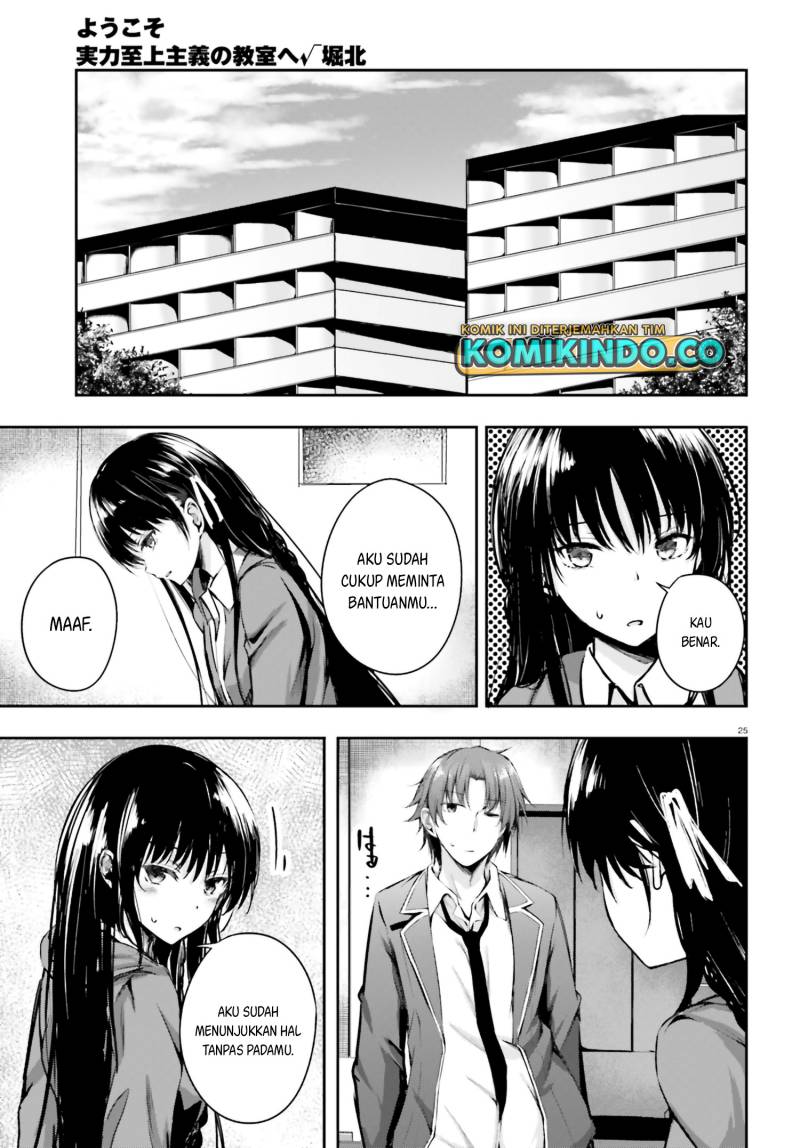 ようこそ
実力至上主義の教室へ√堀北
KOMIK INI DITERJEMAHKAN TIM
KOMIKINDO.CO
KAU
BENAR.
AKU SUDAH
CUKUP MEMINTA
BANTUANMU...
MAAF.
25
はぁ...
AKU SUDAH
MENUNJUKKAN HAL
TANPAS PADAMU.